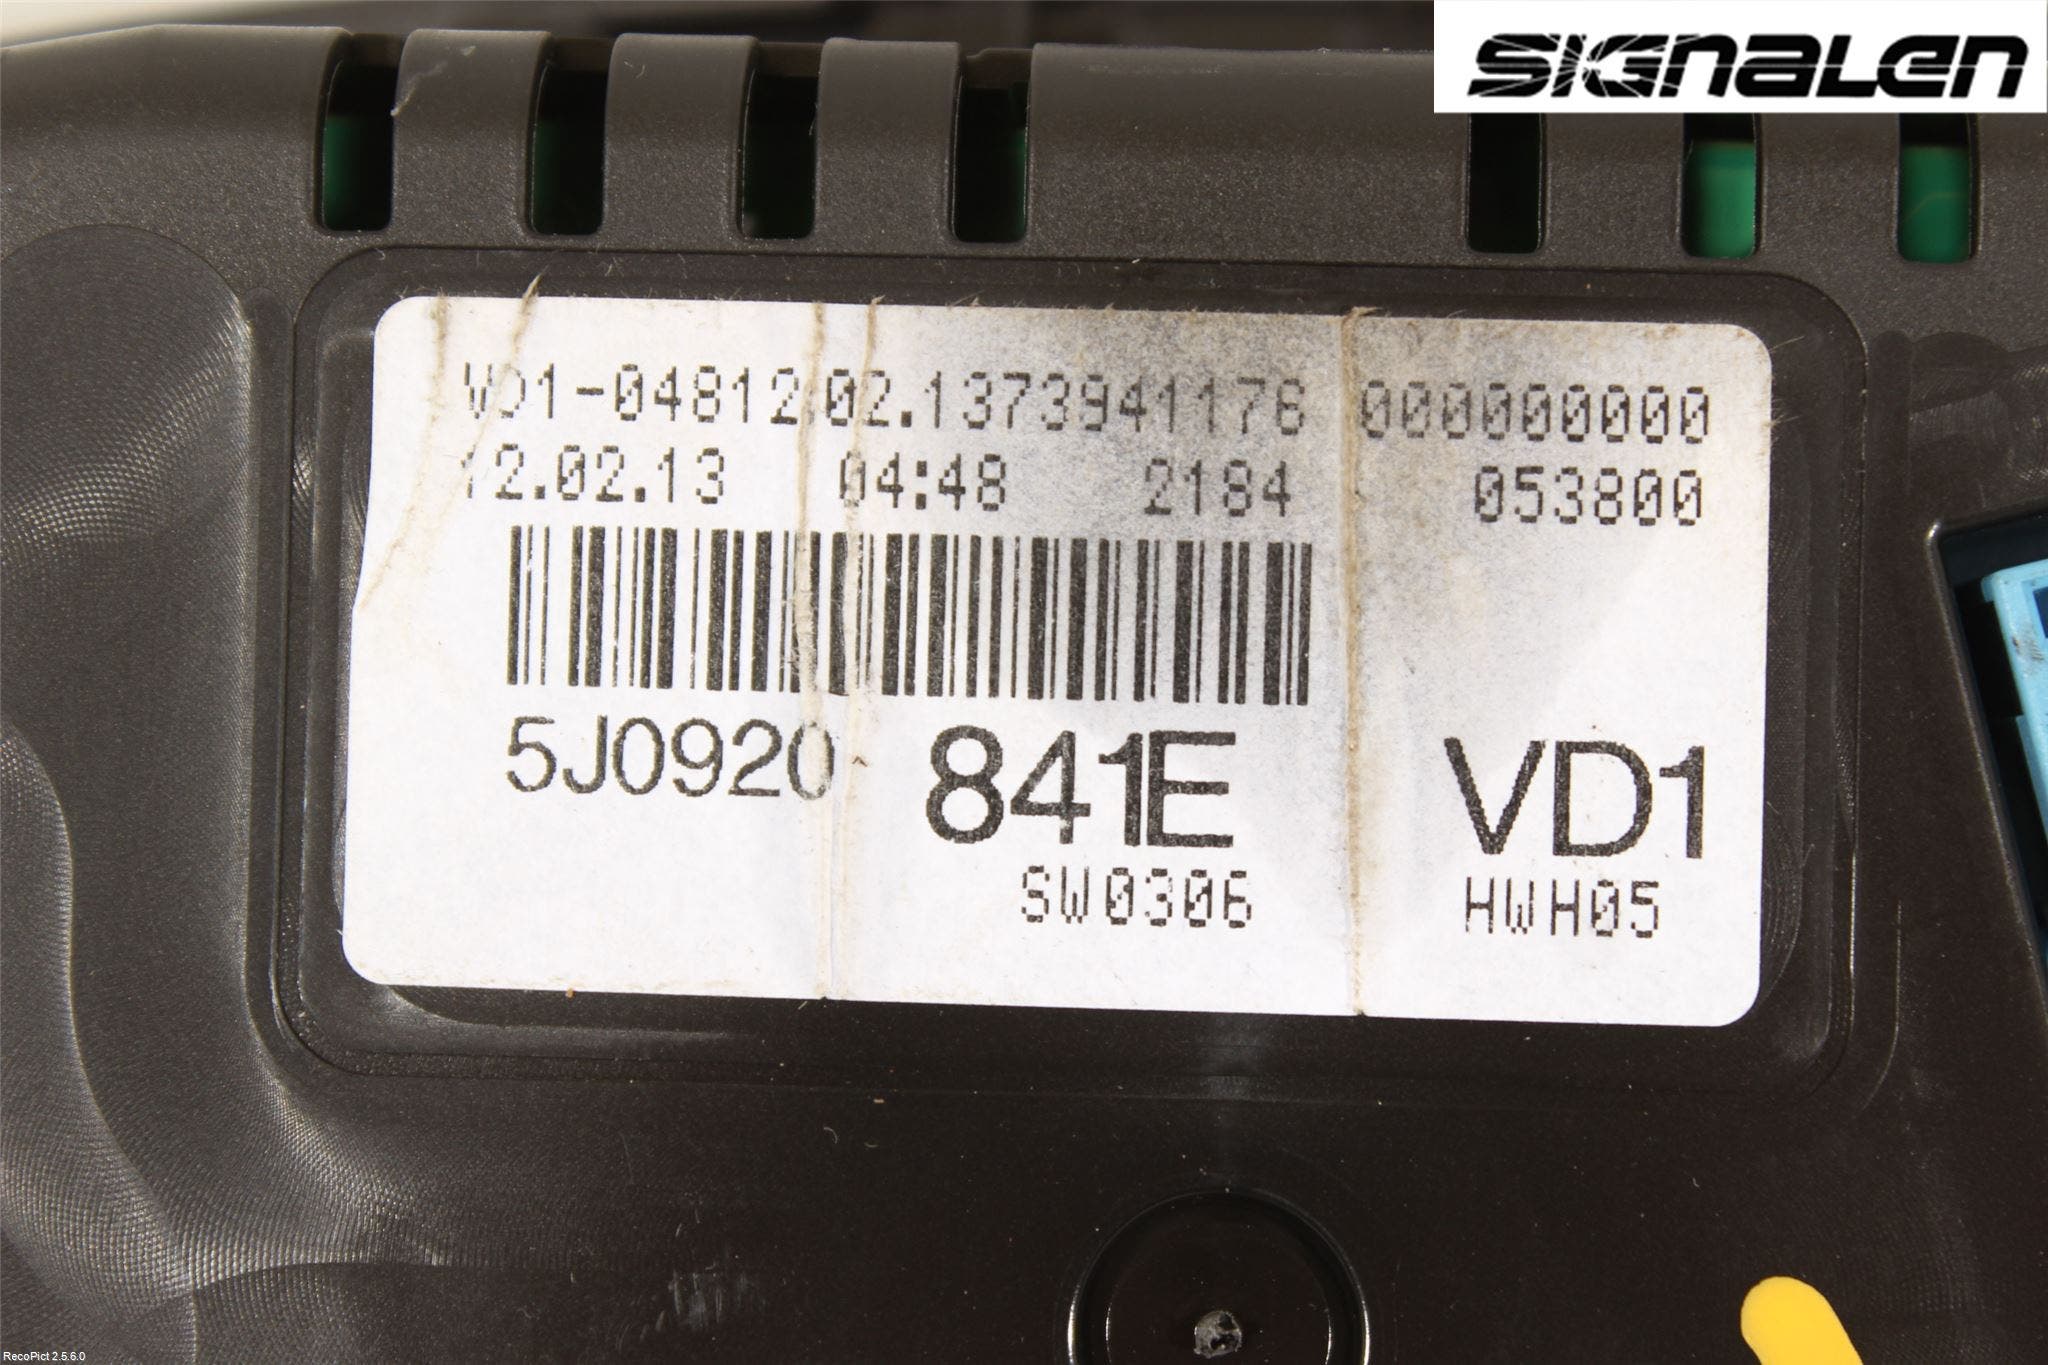 SIGNALEN
VD1-04812.02.1373941176 000000000
12.02.13 04:48 2184 053800
5J0920 841E VD1
SW0306 HWH05
RecoPict 2.5.6.0